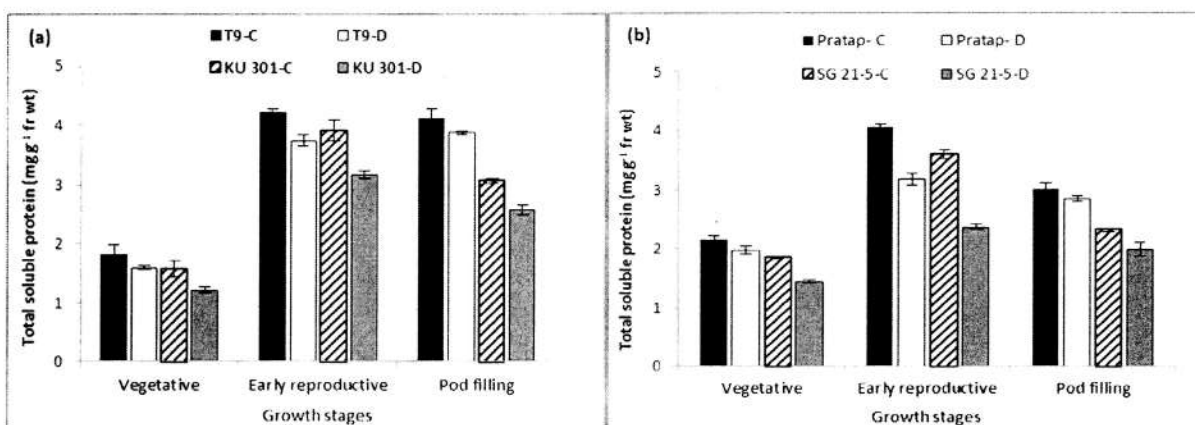 (a)
T9-C T9-D
KU 301-C KU 301-D
Total soluble protein (mg g⁻¹ fr wt)
5
4
3
2
1
0
Vegetative Early reproductive Pod filling
Growth stages
(b)
Pratap- C Pratap- D
SG 21-5-C SG 21-5-D
Total soluble protein (mg g⁻¹ fr wt)
5
4
3
2
1
0
Vegetative Early reproductive Pod filling
Growth stages